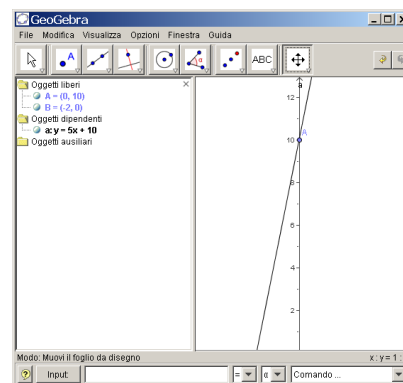 GeoGebra
File Modifica Visualizza Opzioni Finestra Guida
A α ABC
Oggetti liberi
A = (0, 10)
B = (-2, 0)
Oggetti dipendenti
a: y = 5x + 10
Oggetti ausiliari
a
12
10 A
8
6
4
2
Modo: Muovi il foglio da disegno x : y = 1 :
Input: = α Comando ...